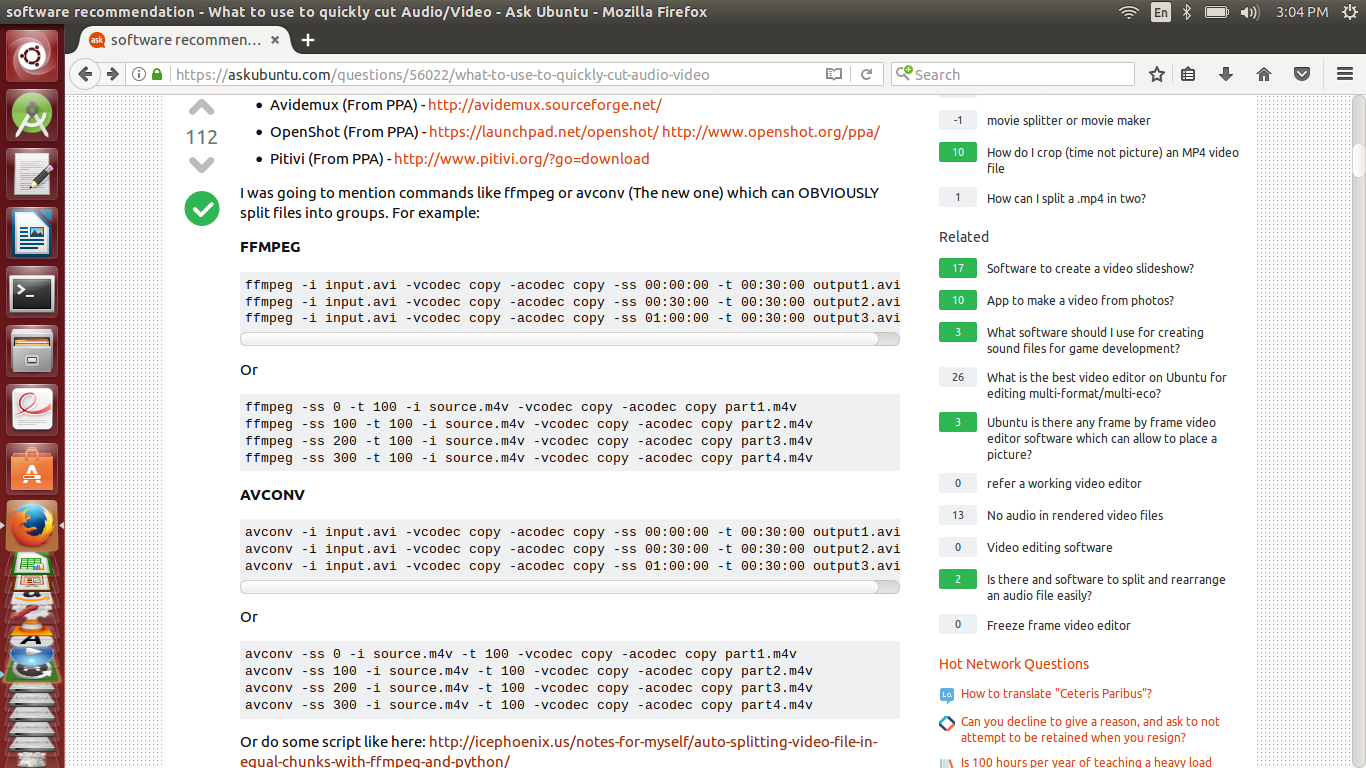 software recommendation - What to use to quickly cut Audio/Video - Ask Ubuntu - Mozilla Firefox
En
3:04 PM
ask
software recommen...
https://askubuntu.com/questions/56022/what-to-use-to-quickly-cut-audio-video
Search
112
• Avidemux (From PPA) - http://avidemux.sourceforge.net/
• OpenShot (From PPA) - https://launchpad.net/openshot/ http://www.openshot.org/ppa/
• Pitivi (From PPA) - http://www.pitivi.org/?go=download
I was going to mention commands like ffmpeg or avconv (The new one) which can OBVIOUSLY
split files into groups. For example:
FFMPEG
ffmpeg -i input.avi -vcodec copy -acodec copy -ss 00:00:00 -t 00:30:00 output1.avi
ffmpeg -i input.avi -vcodec copy -acodec copy -ss 00:30:00 -t 00:30:00 output2.avi
ffmpeg -i input.avi -vcodec copy -acodec copy -ss 01:00:00 -t 00:30:00 output3.avi
Or
ffmpeg -ss 0 -t 100 -i source.m4v -vcodec copy -acodec copy part1.m4v
ffmpeg -ss 100 -t 100 -i source.m4v -vcodec copy -acodec copy part2.m4v
ffmpeg -ss 200 -t 100 -i source.m4v -vcodec copy -acodec copy part3.m4v
ffmpeg -ss 300 -t 100 -i source.m4v -vcodec copy -acodec copy part4.m4v
AVCONV
avconv -i input.avi -vcodec copy -acodec copy -ss 00:00:00 -t 00:30:00 output1.avi
avconv -i input.avi -vcodec copy -acodec copy -ss 00:30:00 -t 00:30:00 output2.avi
avconv -i input.avi -vcodec copy -acodec copy -ss 01:00:00 -t 00:30:00 output3.avi
Or
avconv -ss 0 -i source.m4v -t 100 -vcodec copy -acodec copy part1.m4v
avconv -ss 100 -i source.m4v -t 100 -vcodec copy -acodec copy part2.m4v
avconv -ss 200 -i source.m4v -t 100 -vcodec copy -acodec copy part3.m4v
avconv -ss 300 -i source.m4v -t 100 -vcodec copy -acodec copy part4.m4v
Or do some script like here: http://icephoenix.us/notes-for-myself/auto-splitting-video-file-in-
equal-chunks-with-ffmpeg-and-python/
-1 movie splitter or movie maker
10 How do I crop (time not picture) an MP4 video
file
1 How can I split a .mp4 in two?
Related
17 Software to create a video slideshow?
10 App to make a video from photos?
3 What software should I use for creating
sound files for game development?
26 What is the best video editor on Ubuntu for
editing multi-format/multi-eco?
3 Ubuntu is there any frame by frame video
editor software which can allow to place a
picture?
0 refer a working video editor
13 No audio in rendered video files
0 Video editing software
2 Is there and software to split and rearrange
an audio file easily?
0 Freeze frame video editor
Hot Network Questions
How to translate "Ceteris Paribus"?
Can you decline to give a reason, and ask to not
attempt to be retained when you resign?
Is 100 hours per year of teaching a heavy load